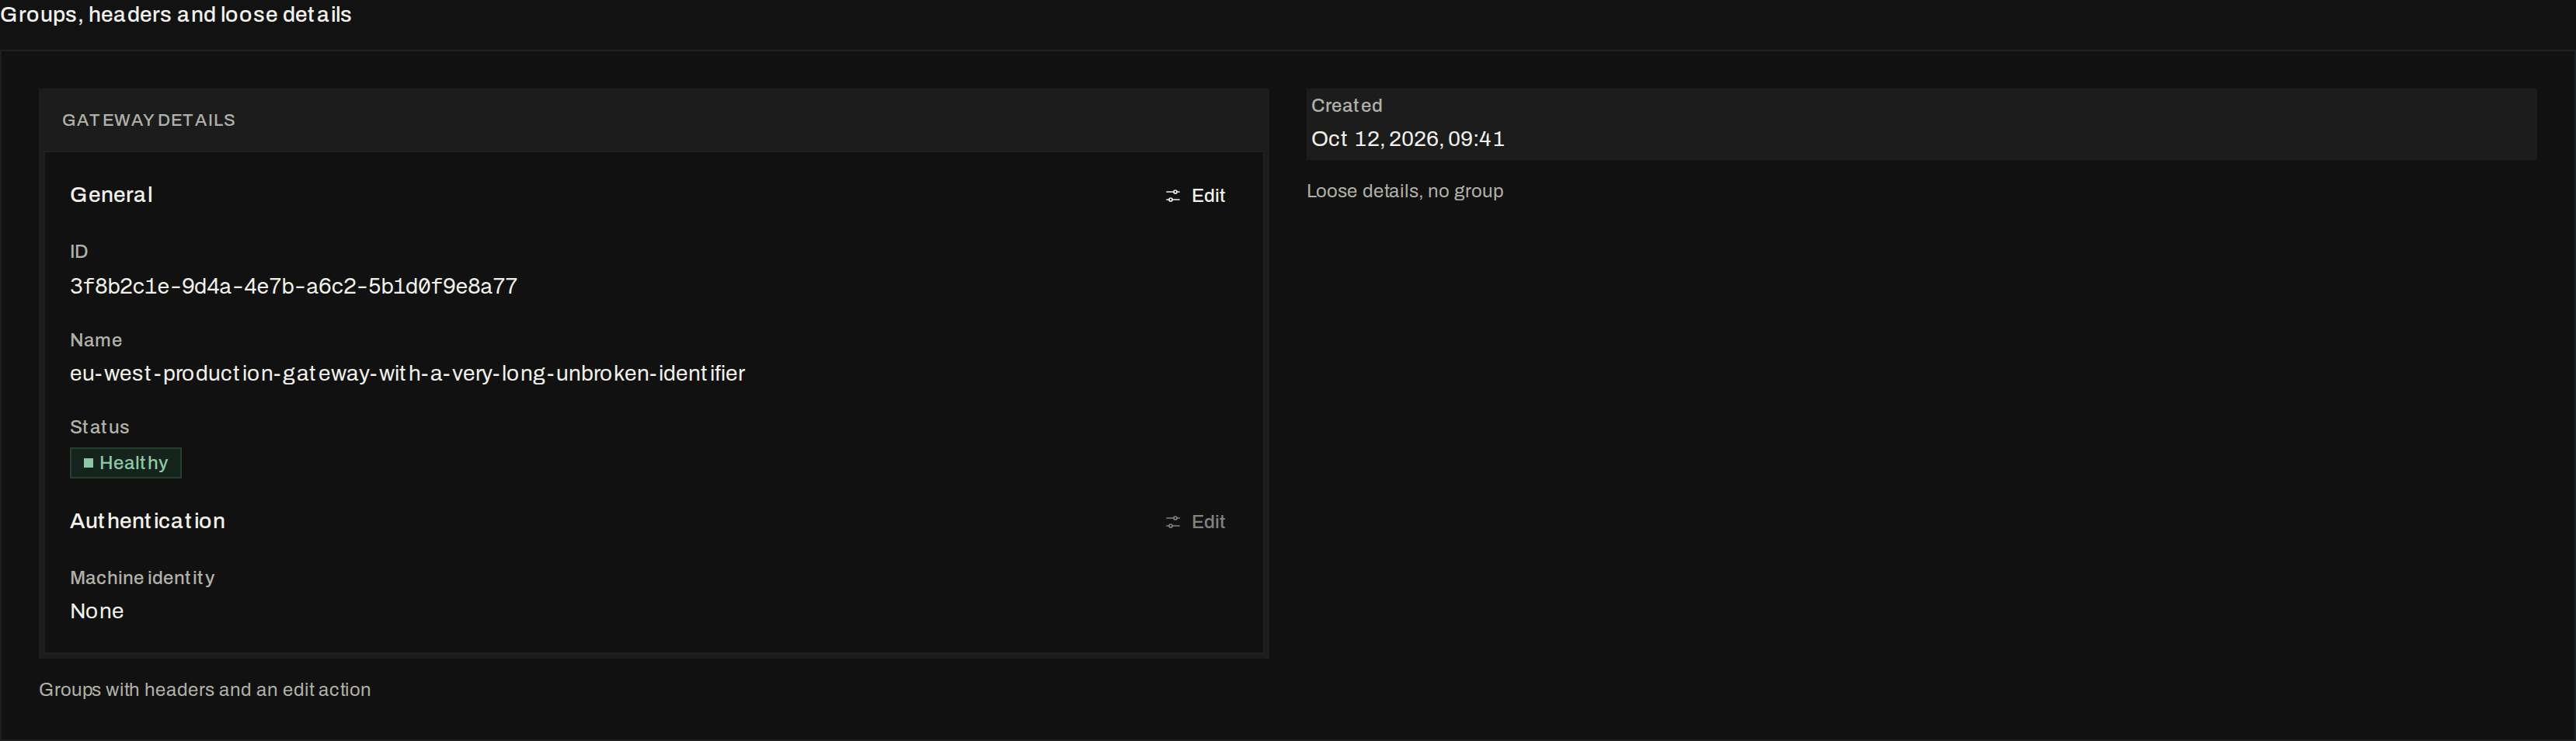 Groups, headers and loose details
GATEWAY DETAILS
General
Edit
ID
3f8b2c1e-9d4a-4e7b-a6c2-5b1d0f9e8a77
Name
eu-west-production-gateway-with-a-very-long-unbroken-identifier
Status
Healthy
Authentication
Edit
Machine identity
None
Groups with headers and an edit action
Created
Oct 12, 2026, 09:41
Loose details, no group